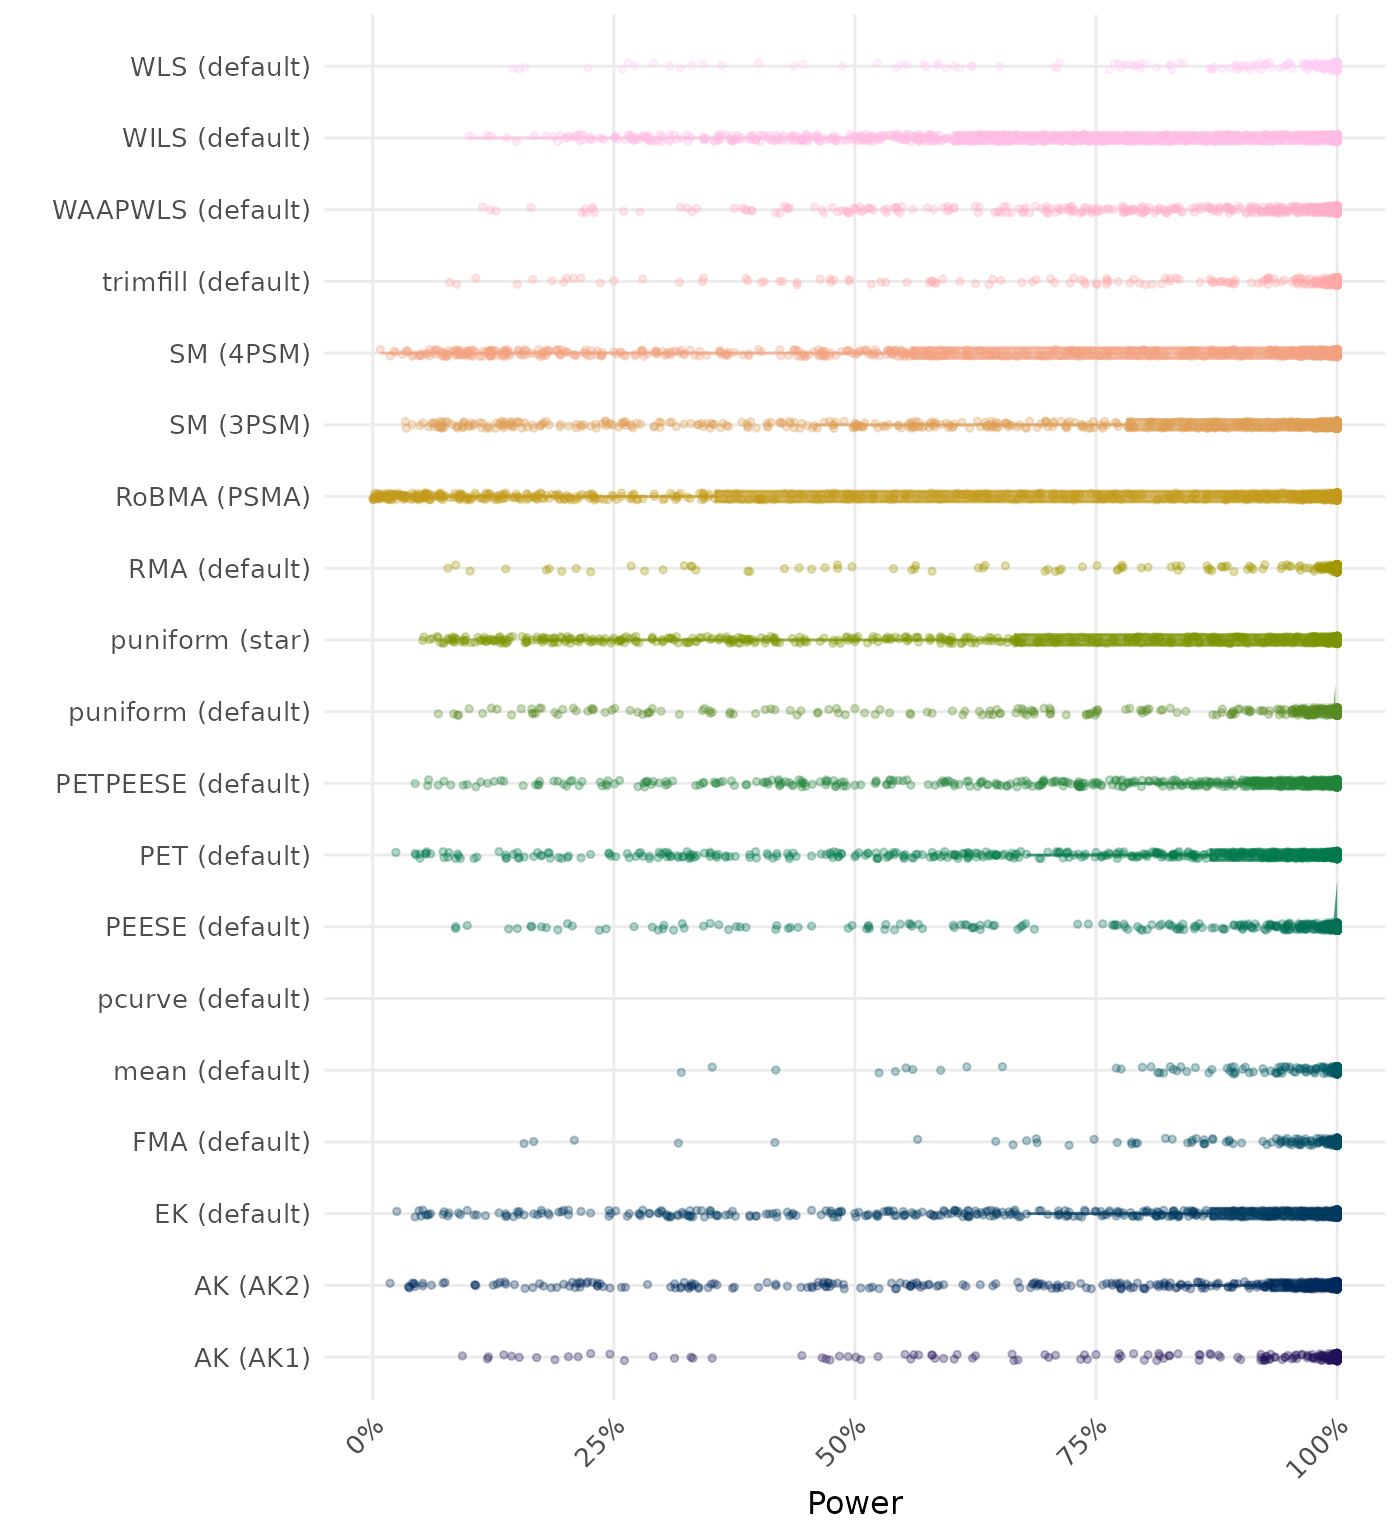 WLS (default)
WILS (default)
WAAPWLS (default)
trimfill (default)
SM (4PSM)
SM (3PSM)
RoBMA (PSMA)
RMA (default)
puniform (star)
puniform (default)
PETPEESE (default)
PET (default)
PEESE (default)
pcurve (default)
mean (default)
FMA (default)
EK (default)
AK (AK2)
AK (AK1)
0%
25%
50%
75%
100%
Power